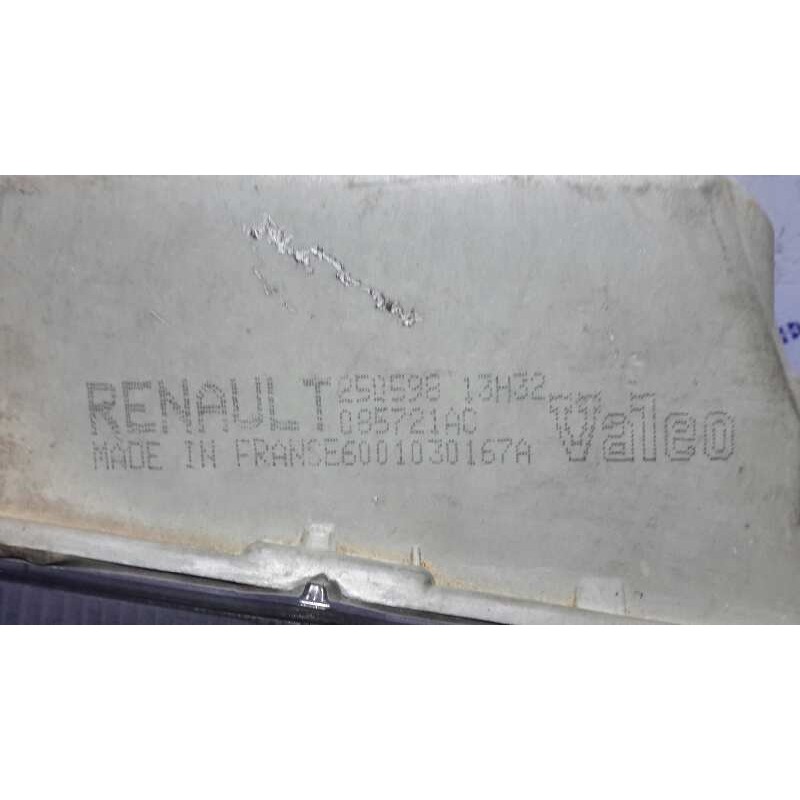 RENAULT 250598 13H32
085721AC Valeo
MADE IN FRANSE6001030167A